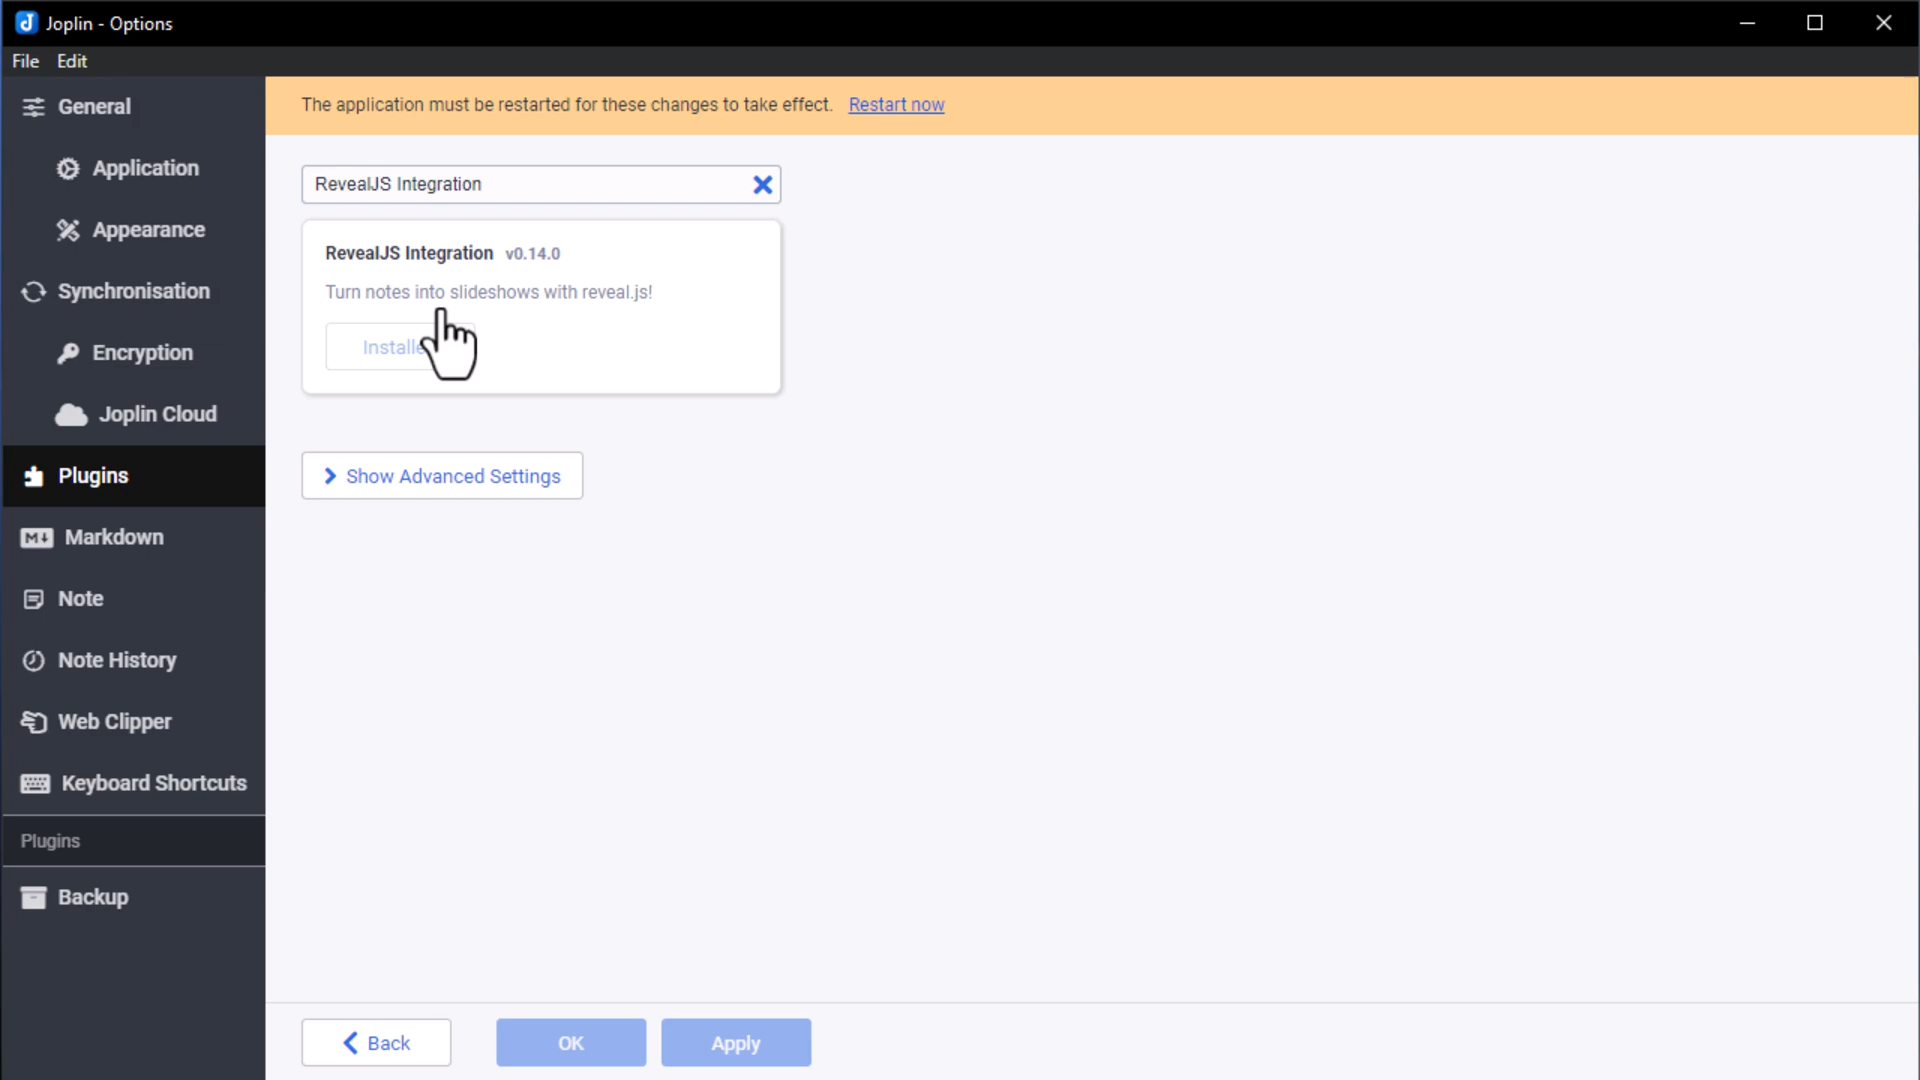 Joplin - Options
File Edit
General
Application
Appearance
Synchronisation
Encryption
Joplin Cloud
Plugins
Markdown
Note
Note History
Web Clipper
Keyboard Shortcuts
Plugins
Backup
The application must be restarted for these changes to take effect. Restart now
RevealJS Integration
RevealJS Integration v0.14.0
Turn notes into slideshows with reveal.js!
Show Advanced Settings
Back
OK
Apply